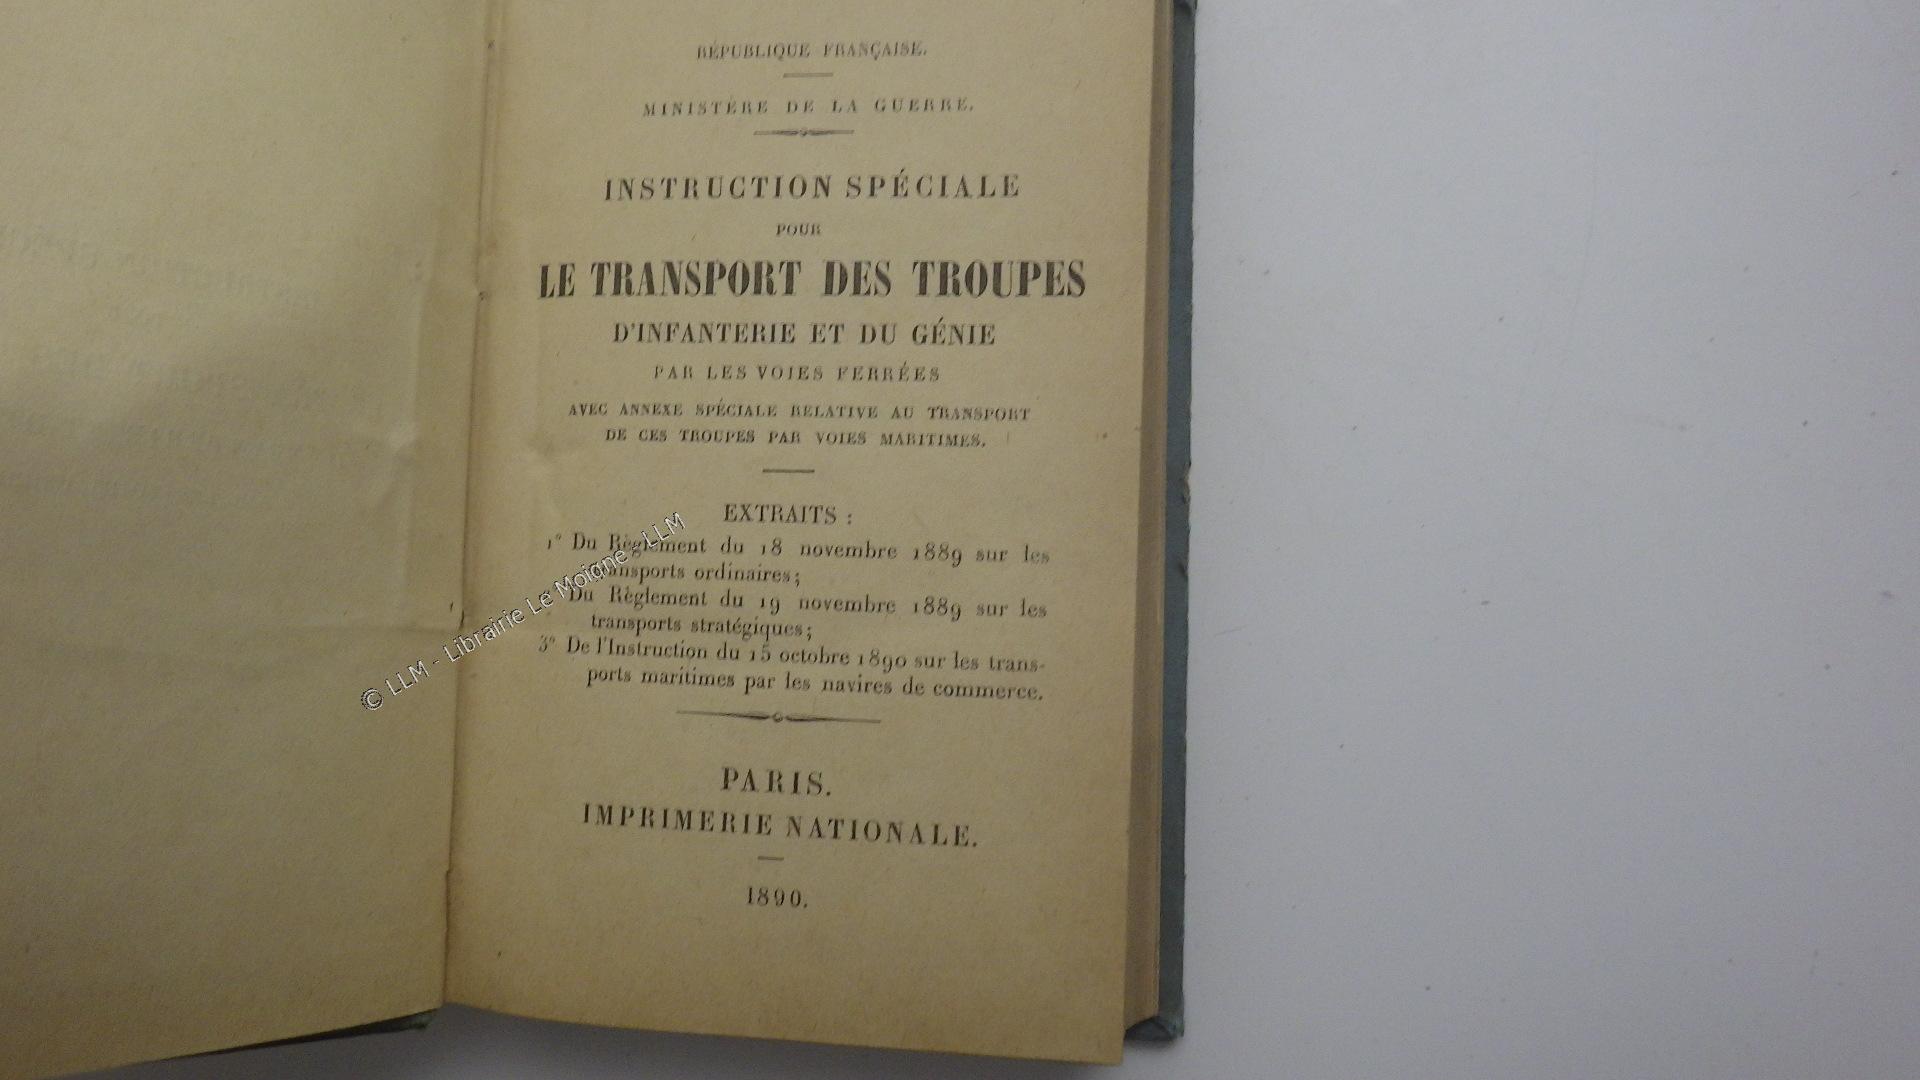 RÉPUBLIQUE FRANÇAISE.
MINISTÈRE DE LA GUERRE.
INSTRUCTION SPÉCIALE
POUR
LE TRANSPORT DES TROUPES
D'INFANTERIE ET DU GÉNIE
PAR LES VOIES FERRÉES
AVEC ANNEXE SPÉCIALE RELATIVE AU TRANSPORT
DE CES TROUPES PAR VOIES MARITIMES.
EXTRAITS :
1° Du Règlement du 18 novembre 1889 sur les
transports ordinaires;
Du Règlement du 19 novembre 1889 sur les
transports stratégiques;
3° De l'Instruction du 15 octobre 1890 sur les trans-
ports maritimes par les navires de commerce.
PARIS.
IMPRIMERIE NATIONALE.
1890.
© LLM - Librairie Le Moigne - LLM